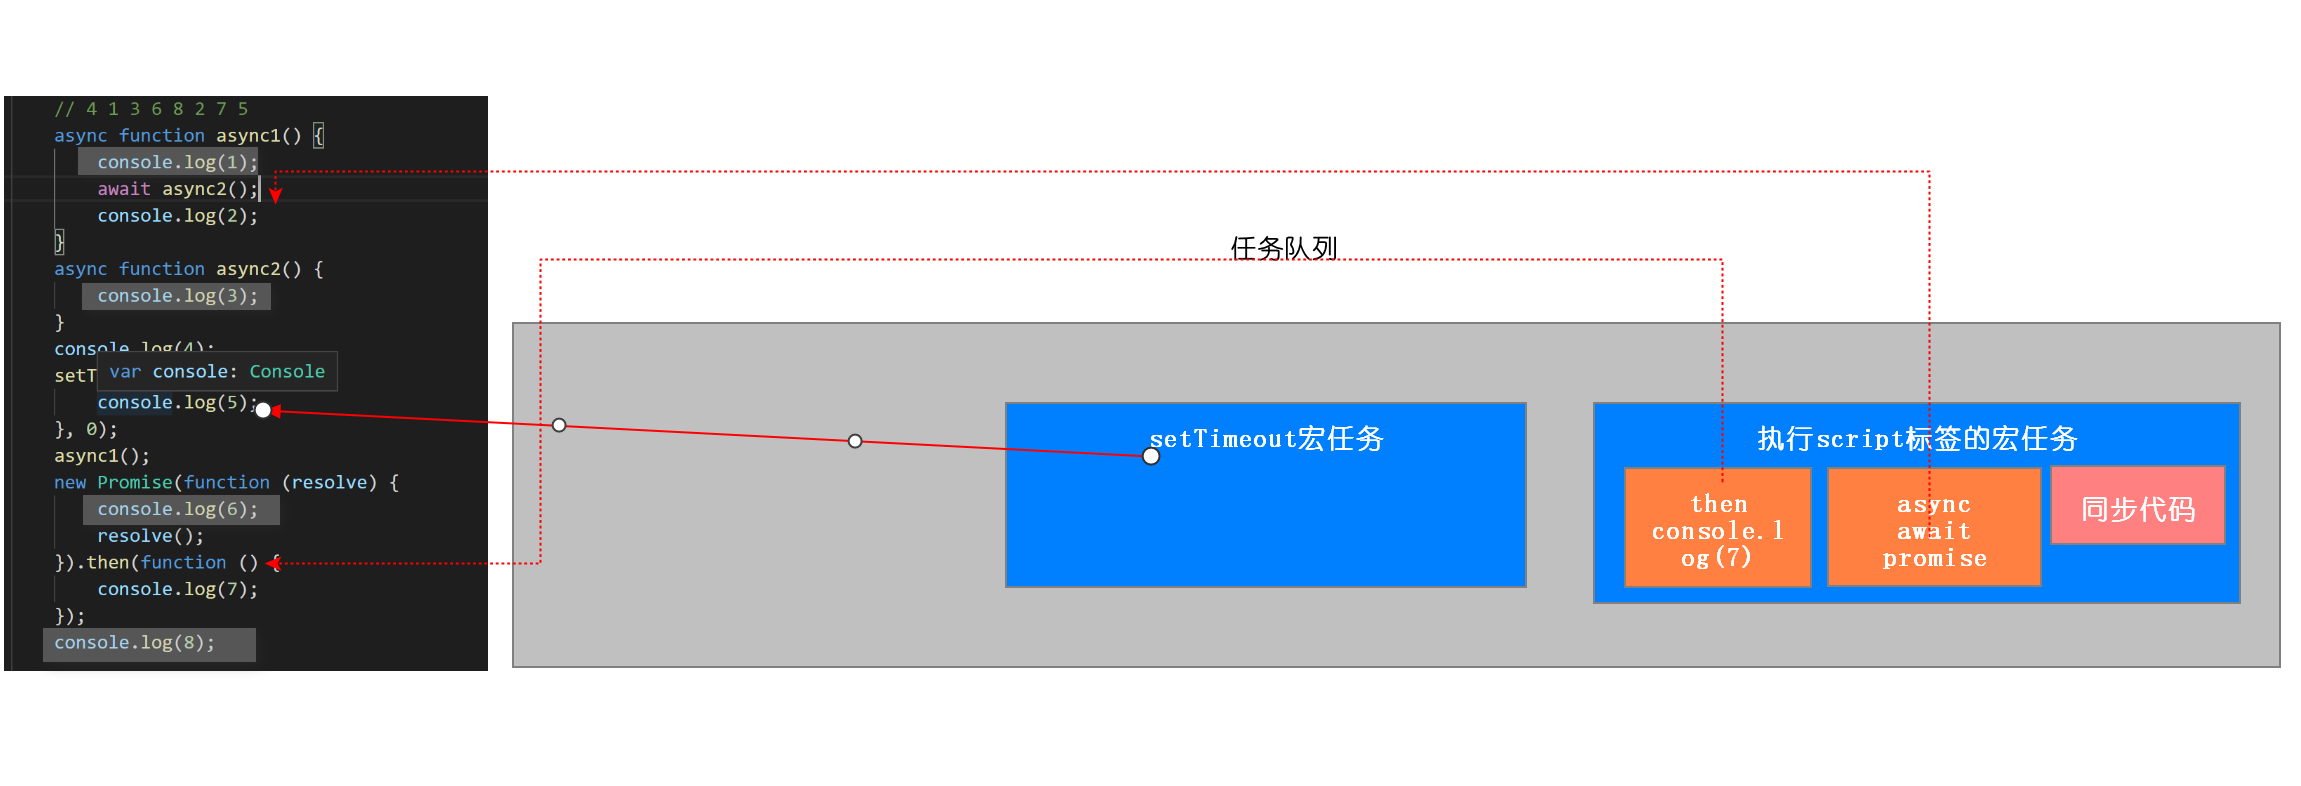 // 4 1 3 6 8 2 7 5
async function async1() {
console.log(1);
await async2();
console.log(2);
}
async function async2() {
console.log(3);
}
console.log(4);
setT
var console: Console
console.log(5);
}, 0);
async1();
new Promise(function (resolve) {
console.log(6);
resolve();
}).then(function () {
console.log(7);
});
console.log(8);
任务队列
setTimeout宏任务
执行script标签的宏任务
then
console.l
og(7)
async
await
promise
同步代码